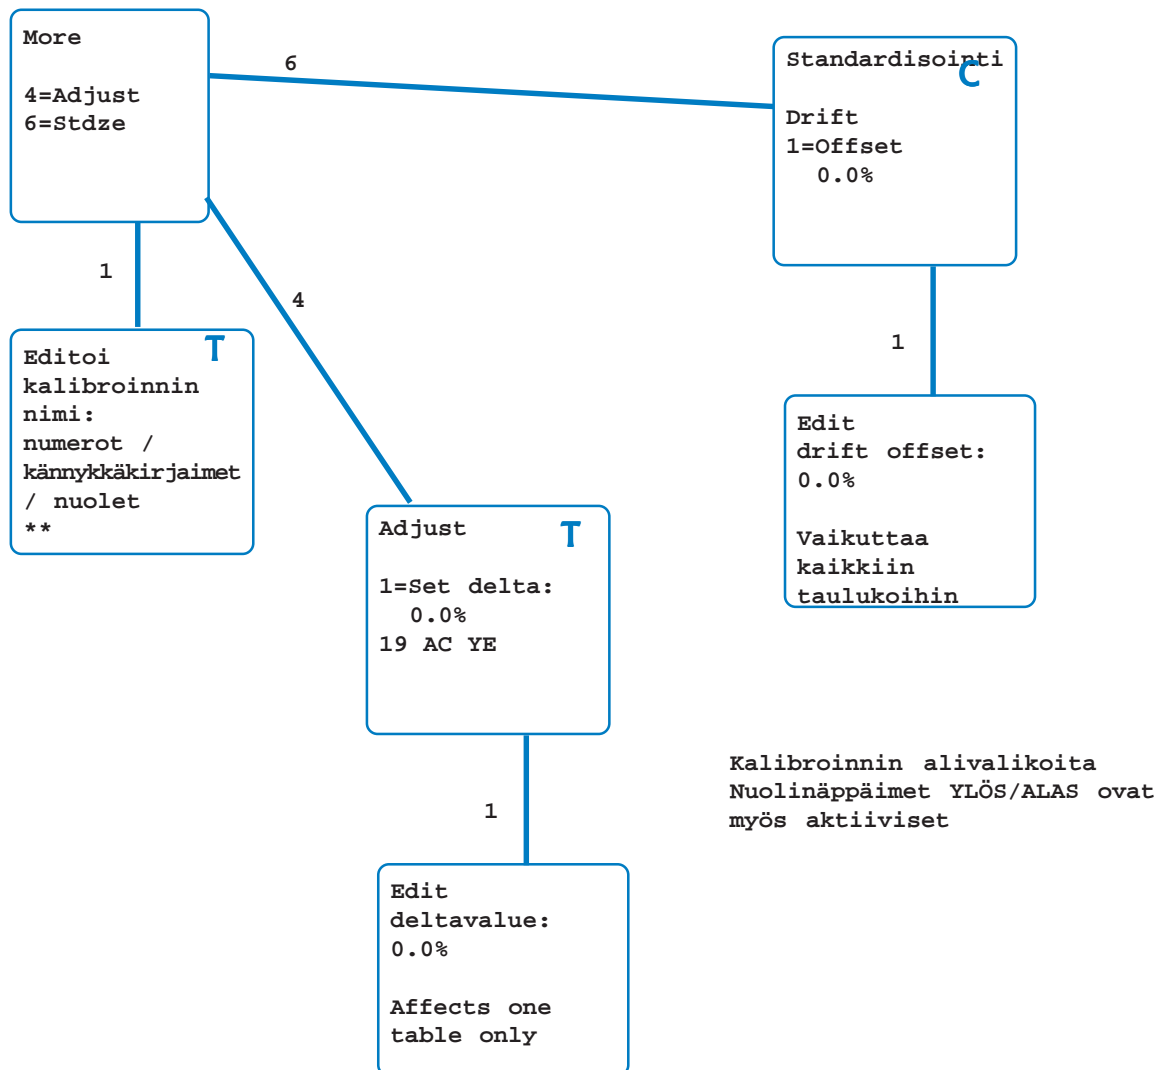 More
4=Adjust
6=Stdze
6
Standardisointi
C
Drift
1=Offset
0.0%
1
4
1
Editoi
T
kalibroinnin
nimi:
numerot /
kännykkäkirjaimet
/ nuolet
**
Edit
drift offset:
0.0%
Vaikuttaa
kaikkiin
taulukoihin
Adjust
T
1=Set delta:
0.0%
19 AC YE
1
Kalibroinnin alivalikoita
Nuolinäppäimet YLÖS/ALAS ovat
myös aktiiviset
Edit
deltavalue:
0.0%
Affects one
table only